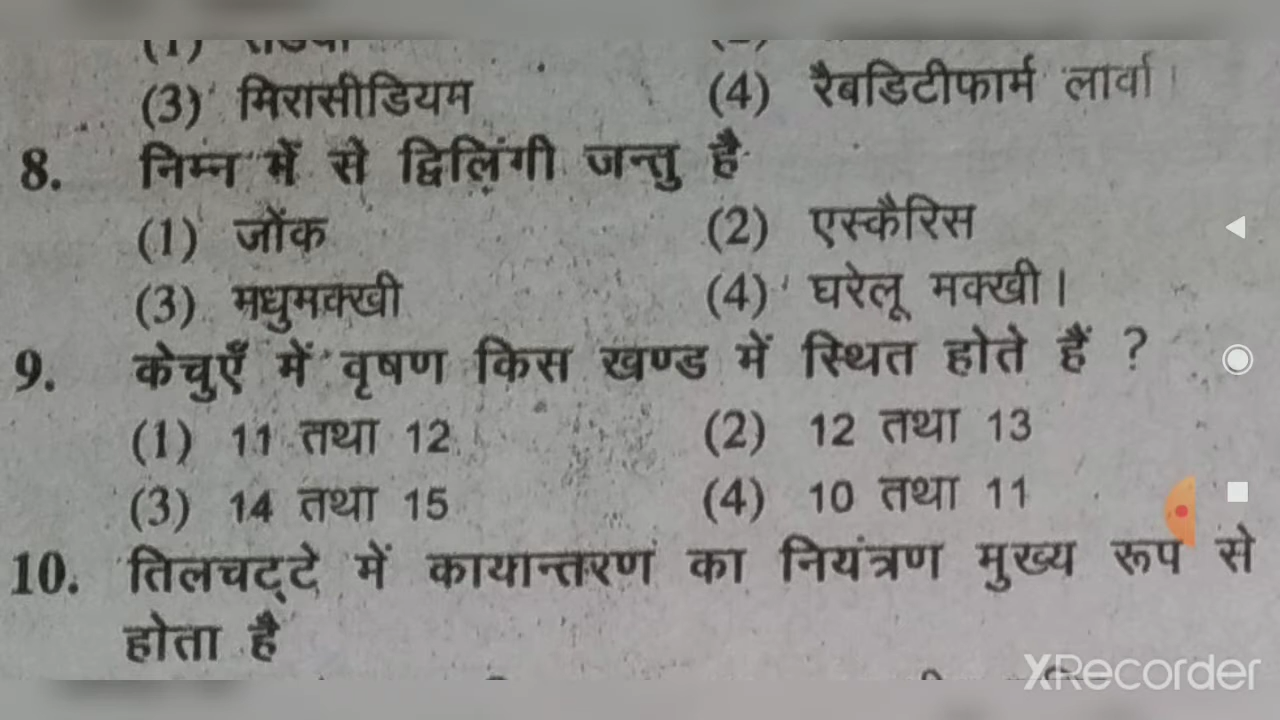 (3) मिरासीडियम (4) रैबडिटीफार्म लार्वा।
8. निम्न में से द्विलिंगी जन्तु है
(1) जोंक (2) एस्कैरिस
(3) मधुमक्खी (4) घरेलू मक्खी।
9. केचुएँ में वृषण किस खण्ड में स्थित होते हैं ?
(1) 11 तथा 12 (2) 12 तथा 13
(3) 14 तथा 15 (4) 10 तथा 11
10. तिलचट्टे में कायान्तरण का नियंत्रण मुख्य रूप से
होता है
XRecorder